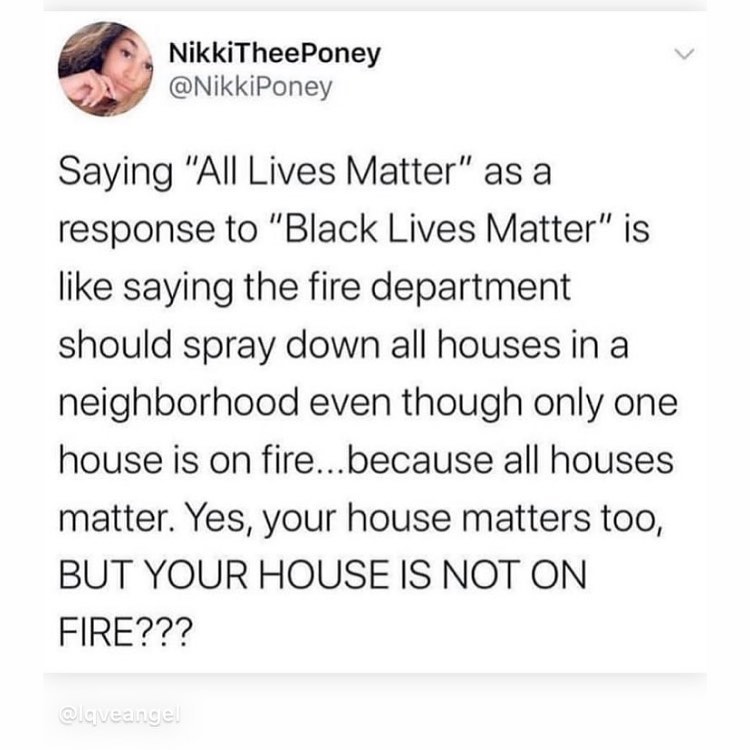 NikkiTheePoney
@NikkiPoney
Saying "All Lives Matter" as a
response to "Black Lives Matter" is
like saying the fire department
should spray down all houses in a
neighborhood even though only one
house is on fire...because all houses
matter. Yes, your house matters too,
BUT YOUR HOUSE IS NOT ON
FIRE???
@lqveangel